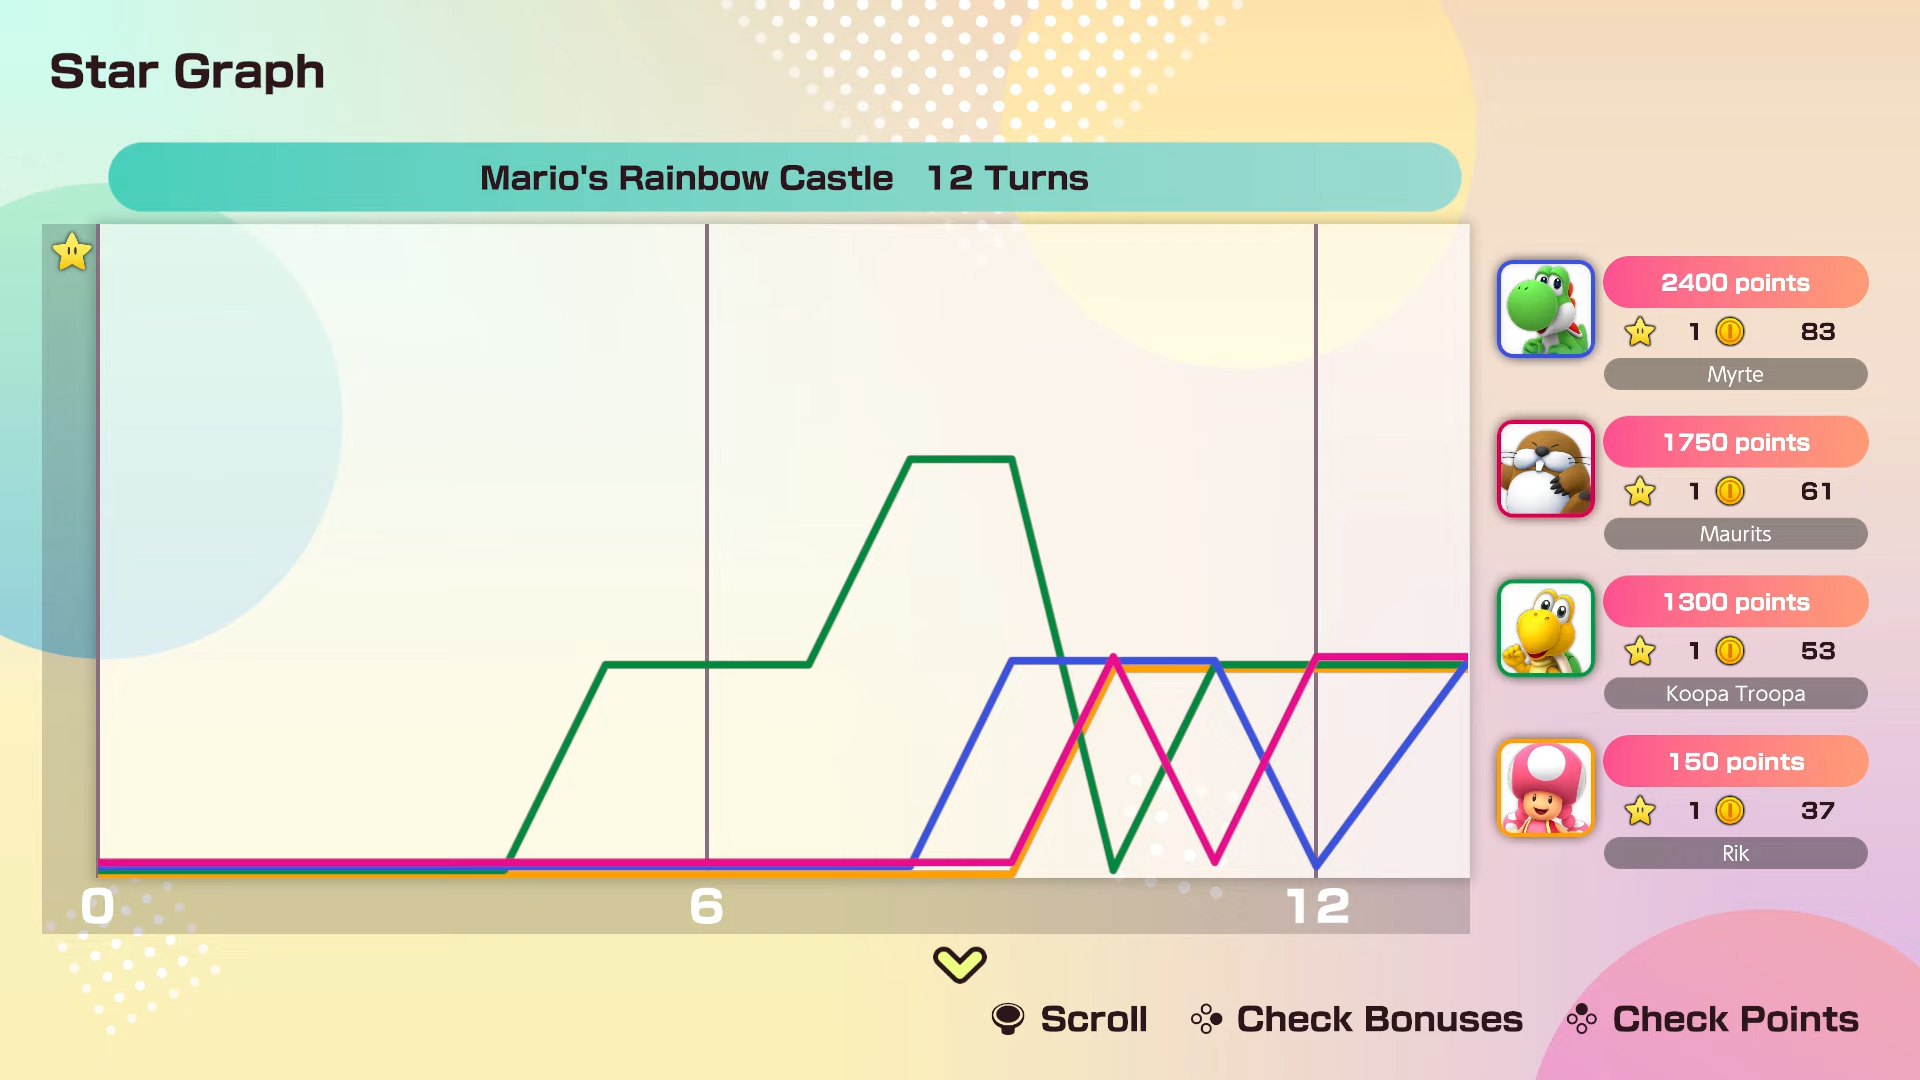 Star Graph
Mario's Rainbow Castle 12 Turns
2400 points
1 83
Myrte
1750 points
1 61
Maurits
1300 points
1 53
Koopa Troopa
150 points
1 37
Rik
0 6 12
Scroll Check Bonuses Check Points